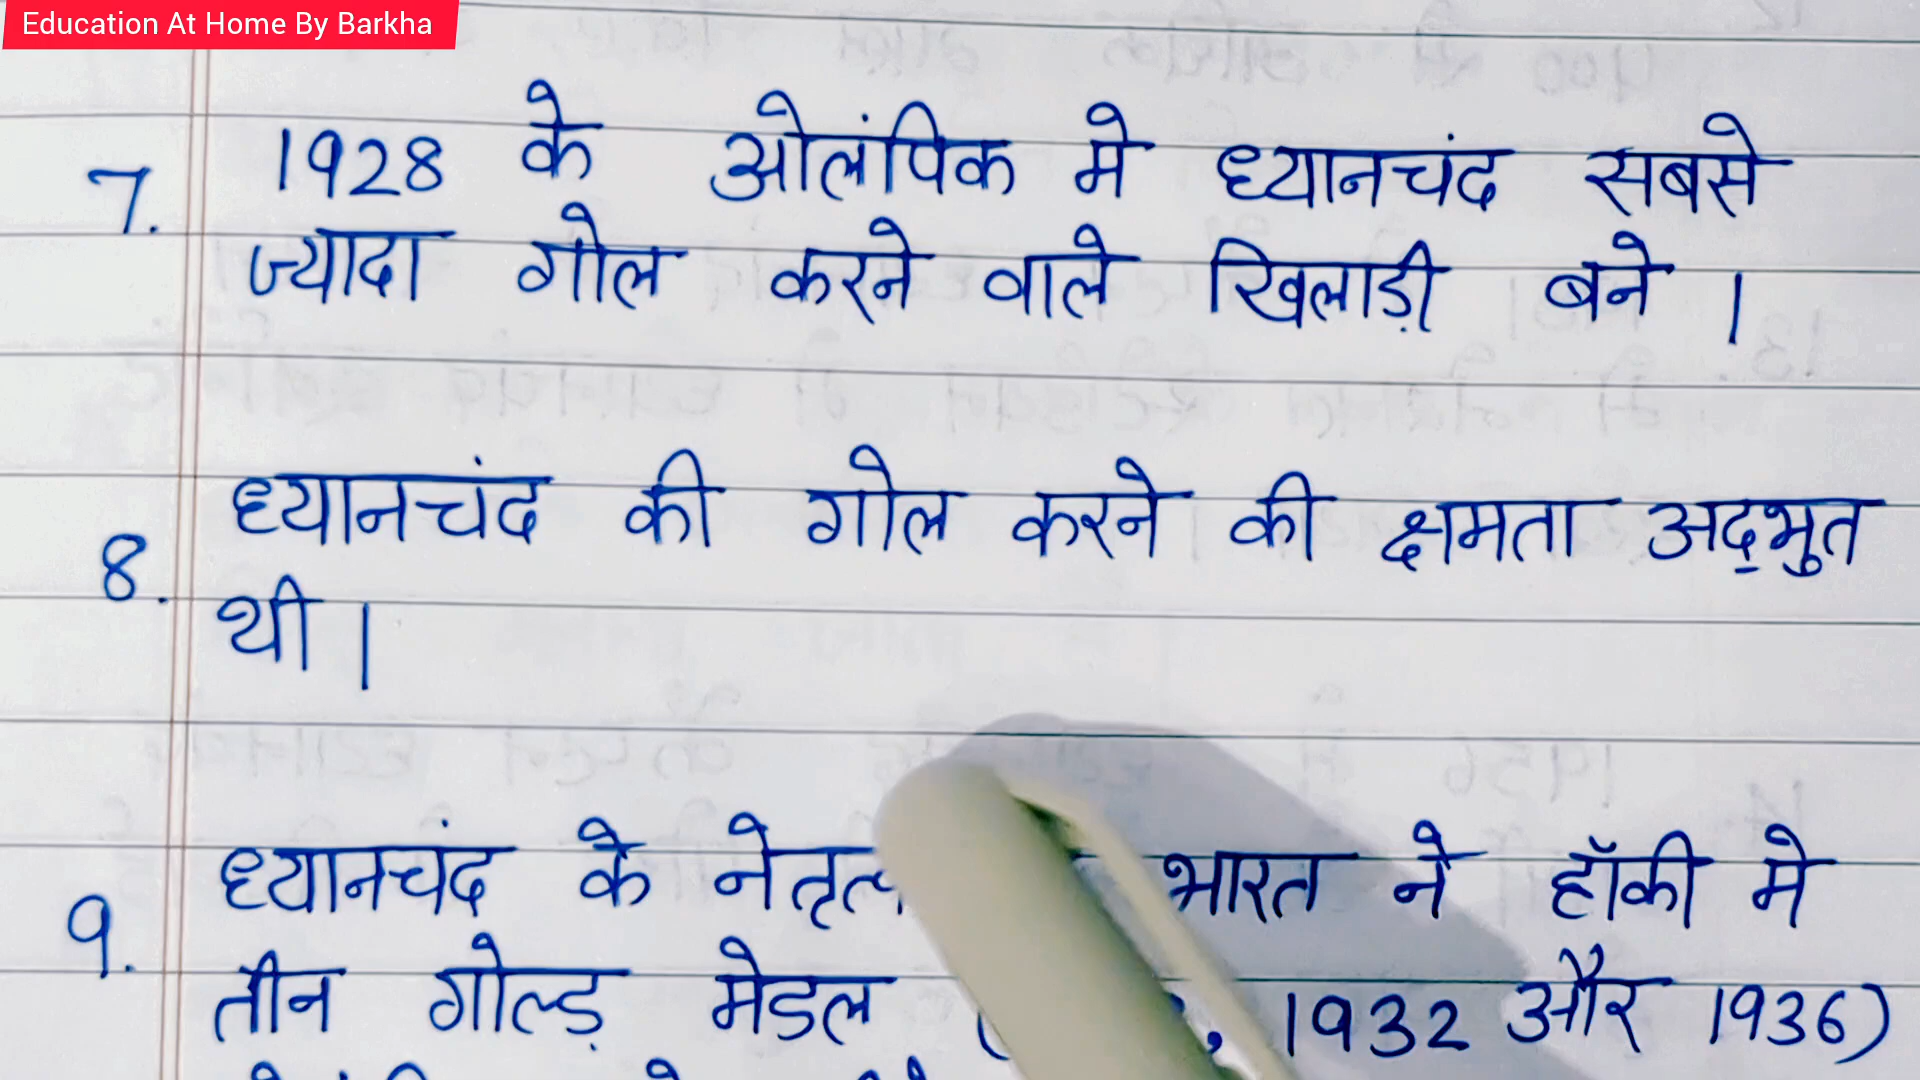 Education At Home By Barkha
7. 1928 के ओलंपिक मे ध्यानचंद सबसे
ज्यादा गोल करने वाले खिलाड़ी बने ।
8. ध्यानचंद की गोल करने की क्षमता अद्‌भुत
थी ।
9. ध्यानचंद के भारत ने हॉकी मे
तीन गोल्ड़ मेडल ( , 1932 और 1936)